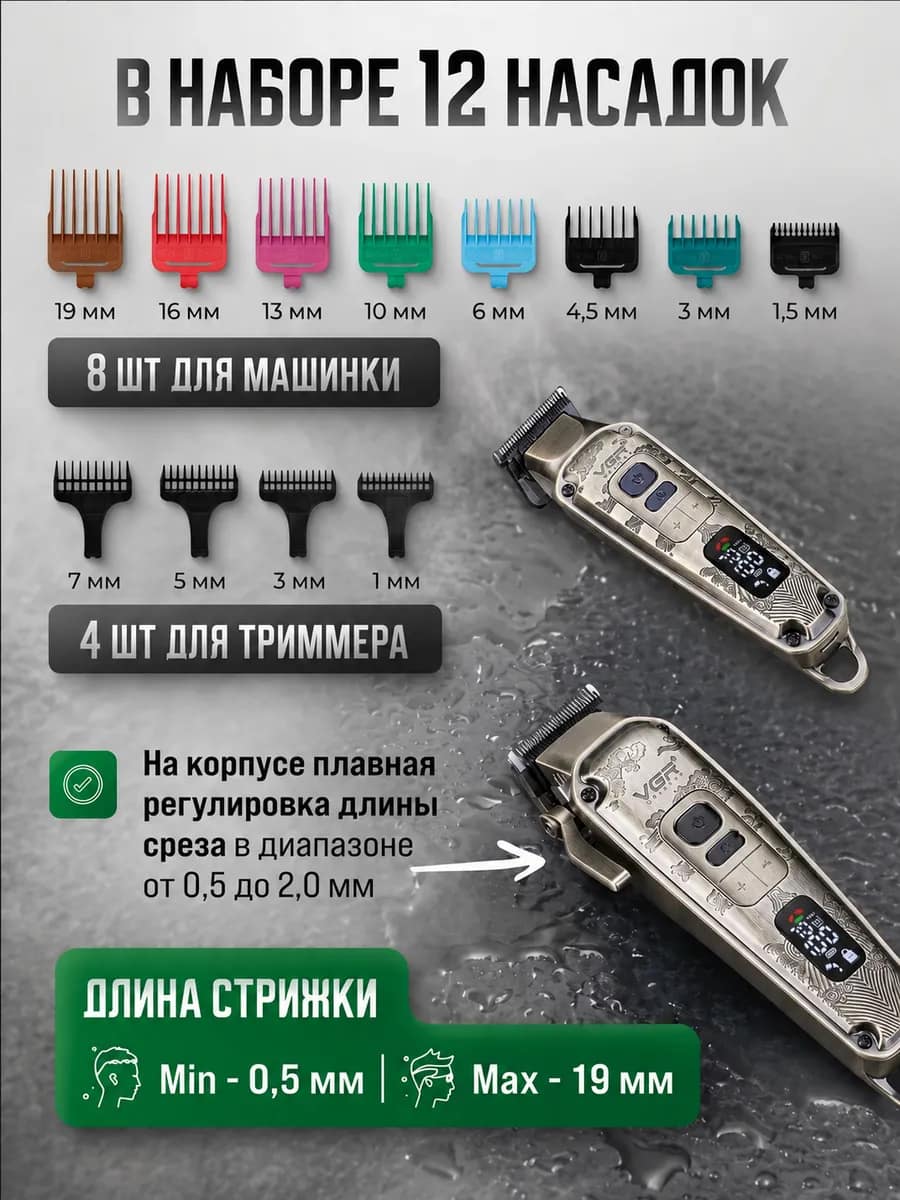 В НАБОРЕ 12 НАСАДОК
19 мм 16 мм 13 мм 10 мм 6 мм 4,5 мм 3 мм 1,5 мм
8 ШТ ДЛЯ МАШИНКИ
7 мм 5 мм 3 мм 1 мм
4 ШТ ДЛЯ ТРИММЕРА
VGR
На корпусе плавная
регулировка длины
среза в диапазоне
от 0,5 до 2,0 мм
VGR
ДЛИНА СТРИЖКИ
Min - 0,5 мм | Max - 19 мм